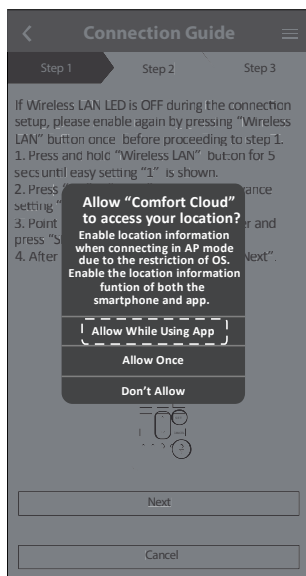 Connection Guide
Step 1
Step 2
Step 3
If Wireless LAN LED is OFF during the connection
setup, please enable again by pressing "Wireless
LAN" button once before proceeding to step 1.
1. Press and hold "Wireless LAN" button for 5
secs until easy setting "1" is shown.
2. Press
setting "
3. Point er and
press "S
4. After Next".
Allow "Comfort Cloud"
to access your location?
Enable location information
when connecting in AP mode
due to the restriction of OS.
Enable the location information
funtion of both the
smartphone and app.
Allow While Using App
Allow Once
Don't Allow
Next
Cancel